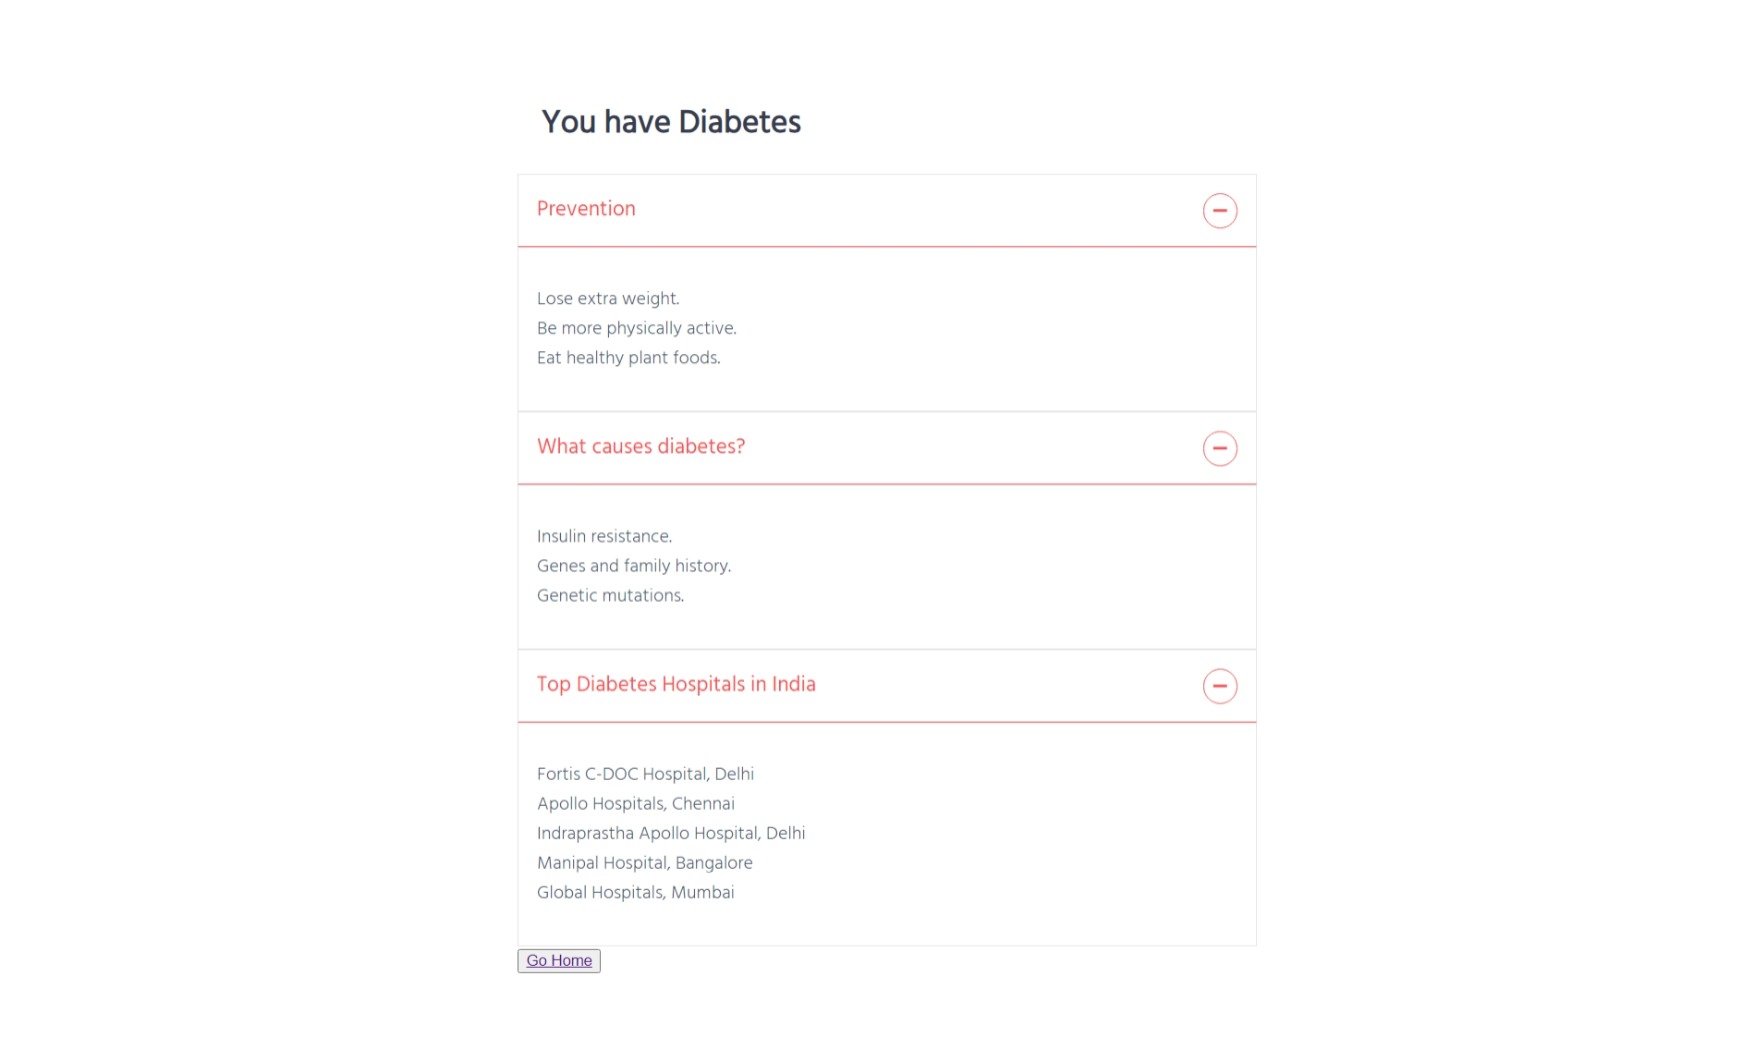 You have Diabetes
Prevention
Lose extra weight.
Be more physically active.
Eat healthy plant foods.
What causes diabetes?
Insulin resistance.
Genes and family history.
Genetic mutations.
Top Diabetes Hospitals in India
Fortis C-DOC Hospital, Delhi
Apollo Hospitals, Chennai
Indraprastha Apollo Hospital, Delhi
Manipal Hospital, Bangalore
Global Hospitals, Mumbai
Go Home